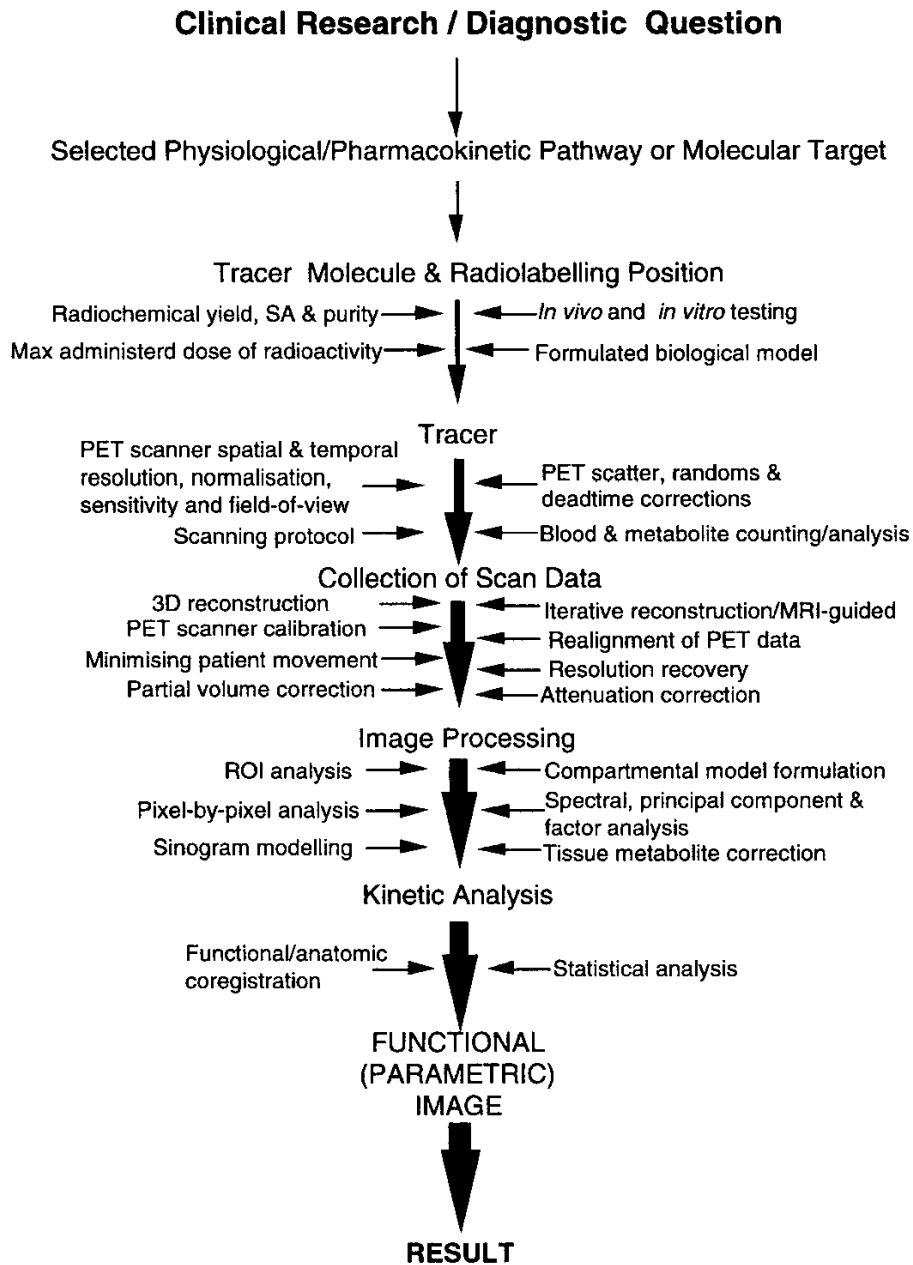 Clinical Research / Diagnostic Question
Selected Physiological/Pharmacokinetic Pathway or Molecular Target
Tracer Molecule & Radiolabelling Position
Radiochemical yield, SA & purity
In vivo and in vitro testing
Max administerd dose of radioactivity
Formulated biological model
Tracer
PET scanner spatial & temporal
resolution, normalisation,
sensitivity and field-of-view
PET scatter, randoms &
deadtime corrections
Scanning protocol
Blood & metabolite counting/analysis
Collection of Scan Data
3D reconstruction
Iterative reconstruction/MRI-guided
PET scanner calibration
Realignment of PET data
Minimising patient movement
Resolution recovery
Partial volume correction
Attenuation correction
Image Processing
ROI analysis
Compartmental model formulation
Pixel-by-pixel analysis
Spectral, principal component &
factor analysis
Sinogram modelling
Tissue metabolite correction
Kinetic Analysis
Functional/anatomic
coregistration
Statistical analysis
FUNCTIONAL
(PARAMETRIC)
IMAGE
RESULT